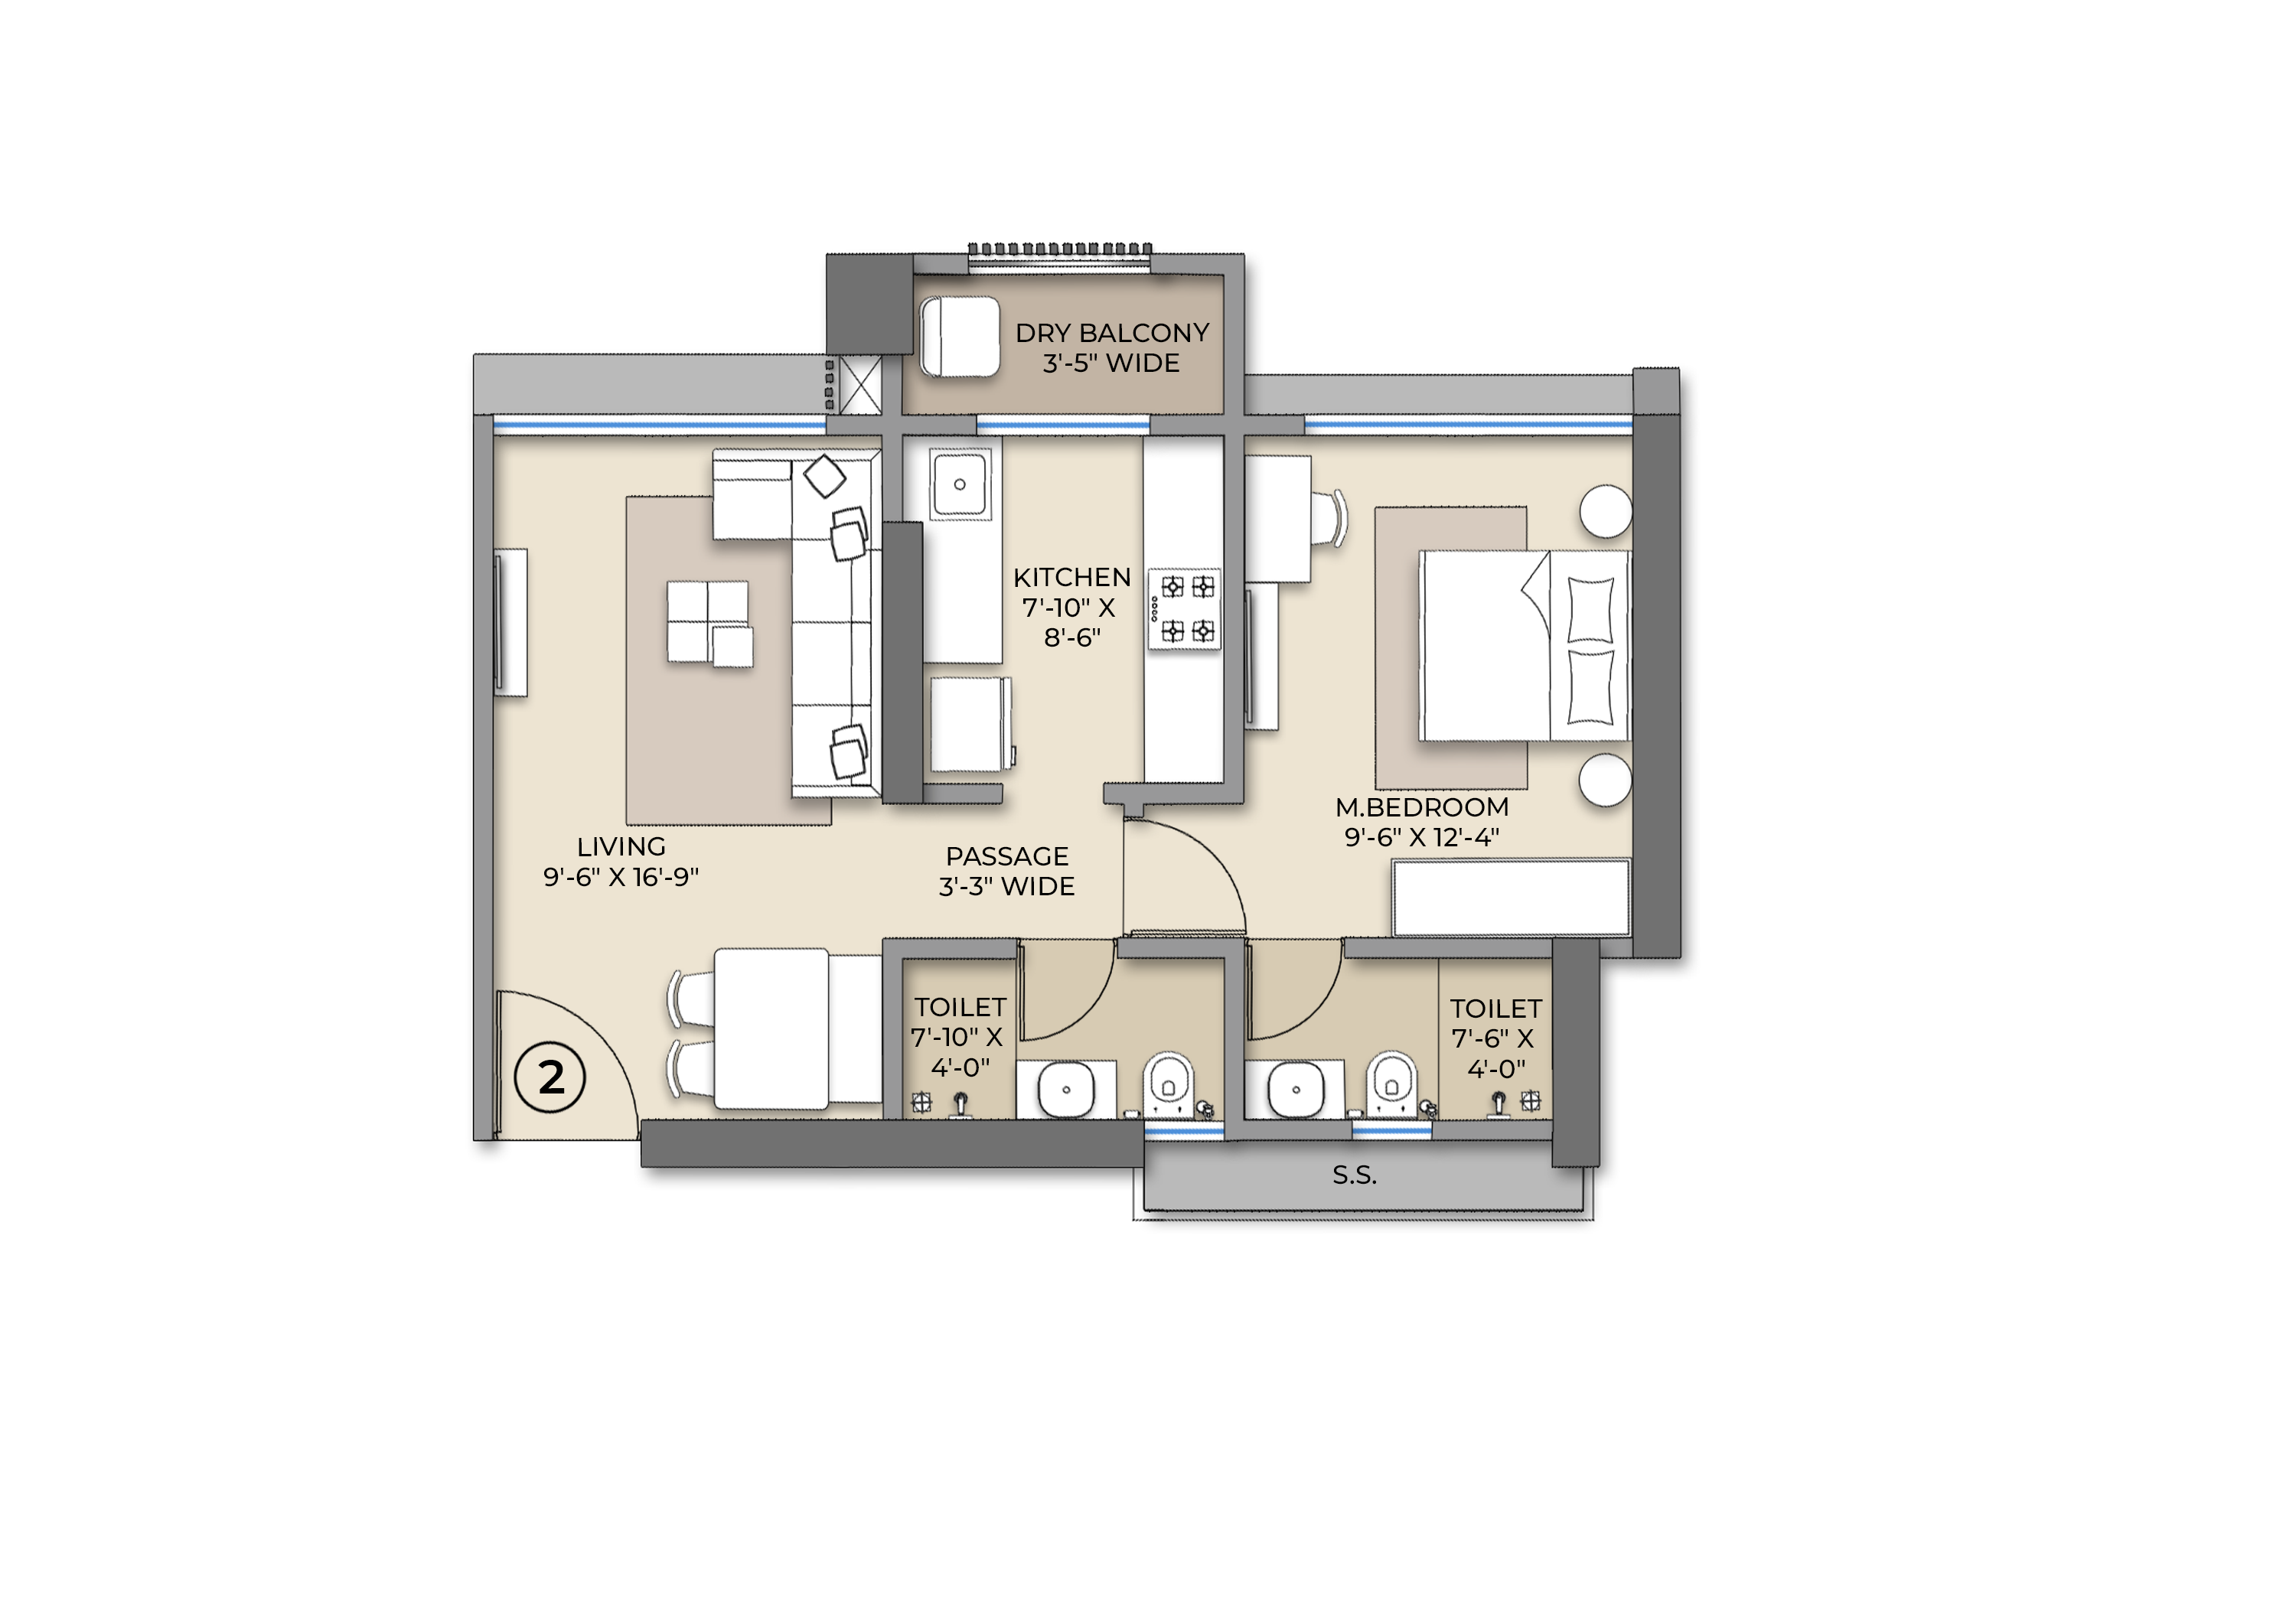 DRY BALCONY
3'-5" WIDE
KITCHEN
7'-10" X
8'-6"
M.BEDROOM
9'-6" X 12'-4"
LIVING
9'-6" X 16'-9"
PASSAGE
3'-3" WIDE
TOILET
7'-10" X
4'-0"
TOILET
7'-6" X
4'-0"
2
S.S.